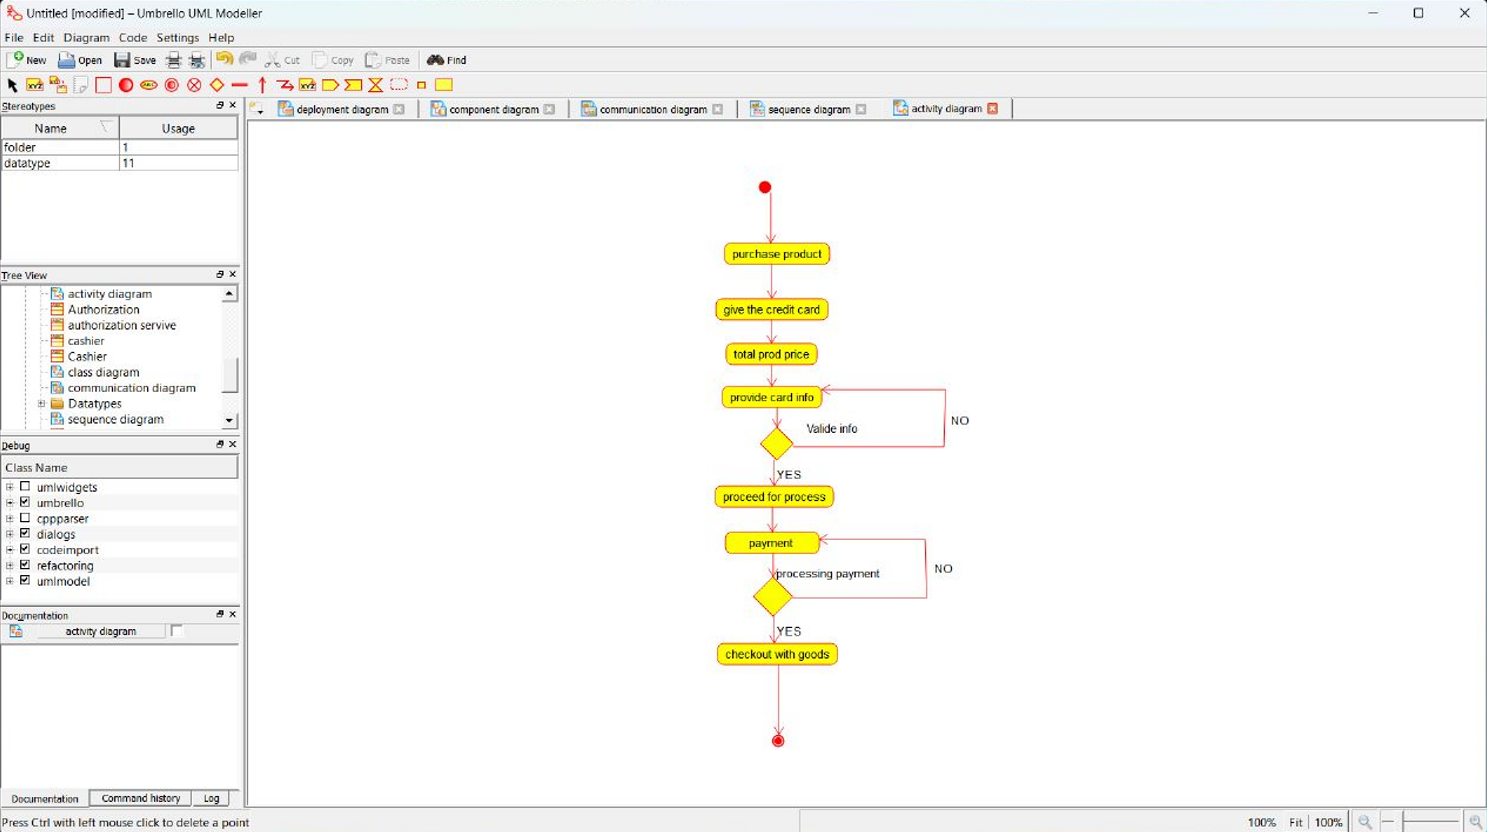 Untitled [modified] – Umbrello UML Modeller
File Edit Diagram Code Settings Help
New Open Save Cut Copy Paste Find
XYZ ABC XYZ
Stereotypes
deployment diagram component diagram communication diagram sequence diagram activity diagram
Name Usage
folder 1
datatype 11
Tree View
activity diagram
Authorization
authorization servive
cashier
Cashier
class diagram
communication diagram
Datatypes
sequence diagram
Debug
Class Name
umlwidgets
umbrello
cppparser
dialogs
codeimport
refactoring
umlmodel
Documentation
activity diagram
Documentation Command history Log
purchase product
give the credit card
total prod price
provide card info
Valide info
NO
YES
proceed for process
payment
processing payment
NO
YES
checkout with goods
Press Ctrl with left mouse click to delete a point
100% Fit 100%